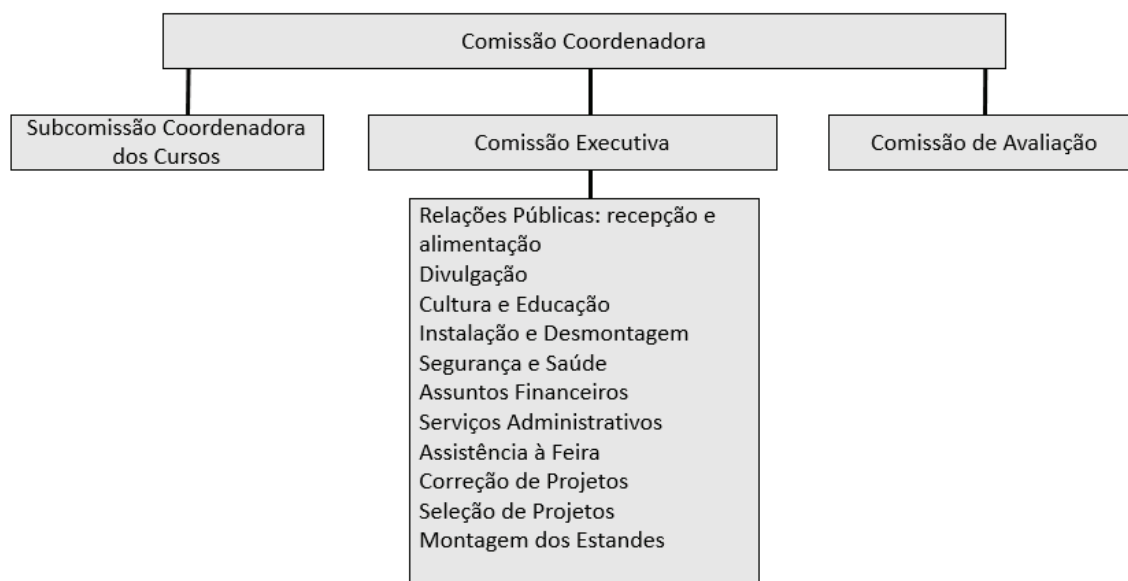 Comissão Coordenadora
Subcomissão Coordenadora
dos Cursos
Comissão Executiva
Comissão de Avaliação
Relações Públicas: recepção e
alimentação
Divulgação
Cultura e Educação
Instalação e Desmontagem
Segurança e Saúde
Assuntos Financeiros
Serviços Administrativos
Assistência à Feira
Correção de Projetos
Seleção de Projetos
Montagem dos Estandes